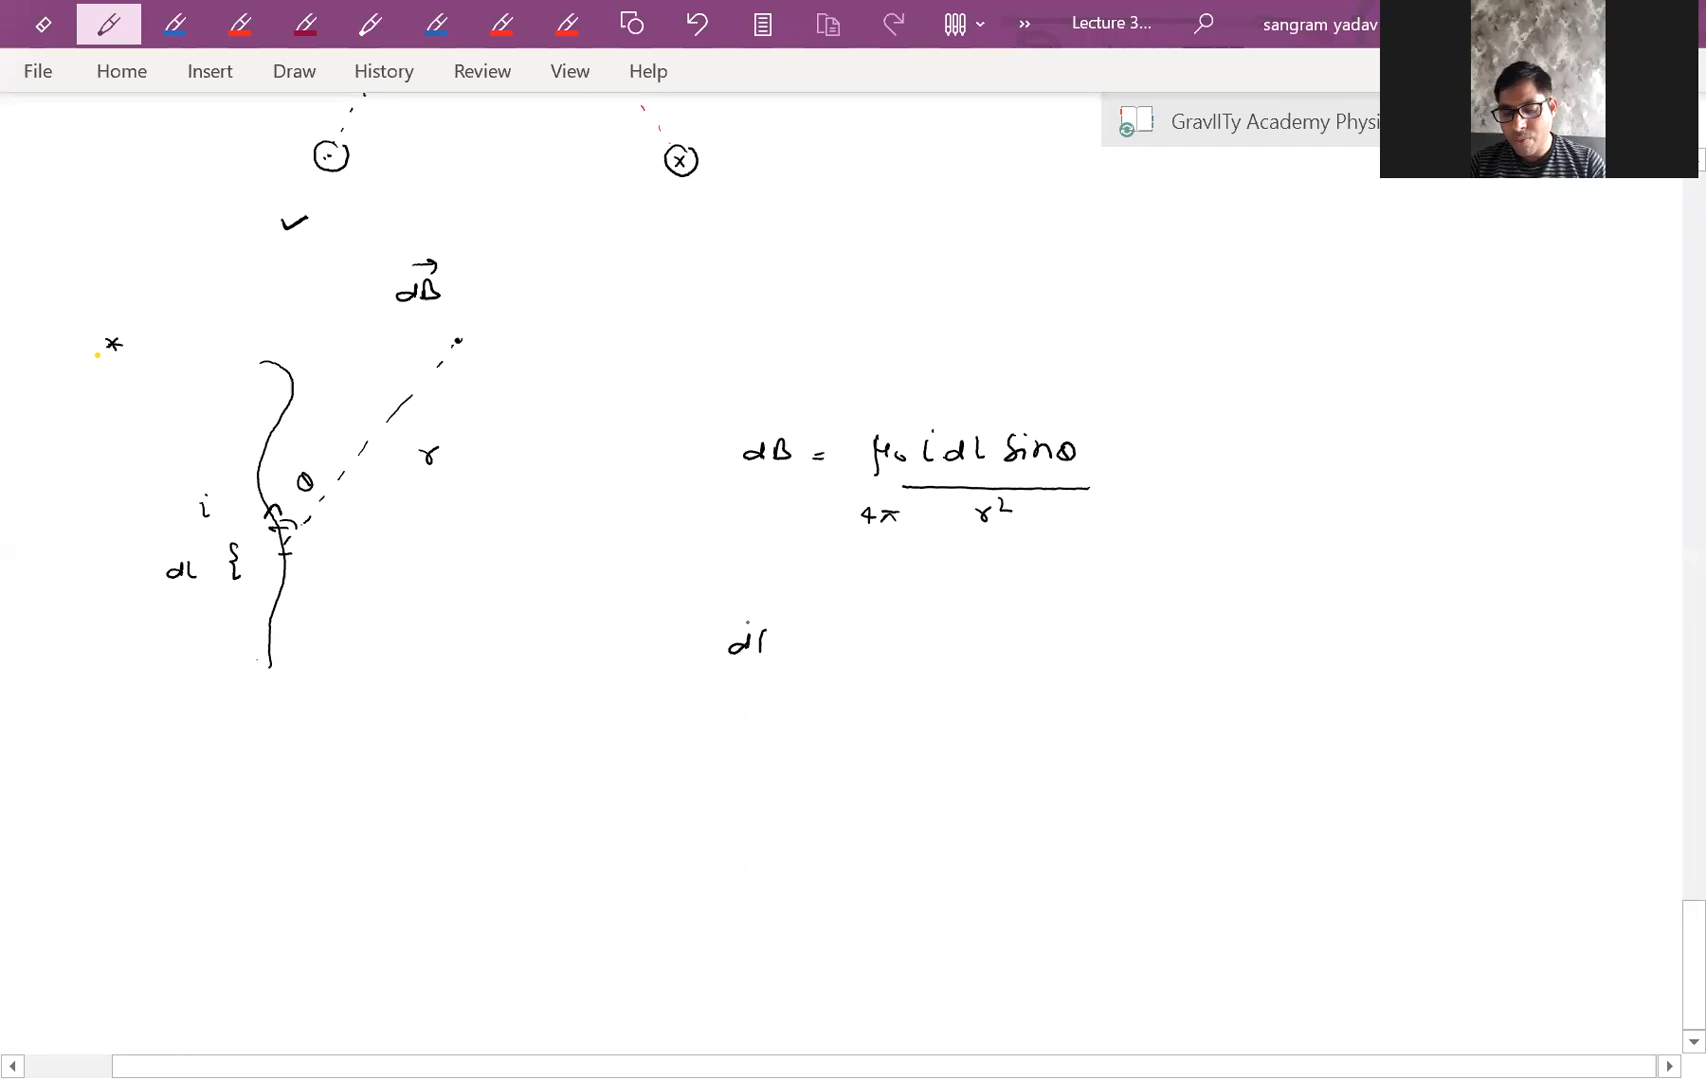 Lecture 3...
sangram yadav
File Home Insert Draw History Review View Help
GravIITy Academy Physi
dB
*
r
θ
i
dl {
dB = μ₀ i dl Sinθ
4π r²
dl